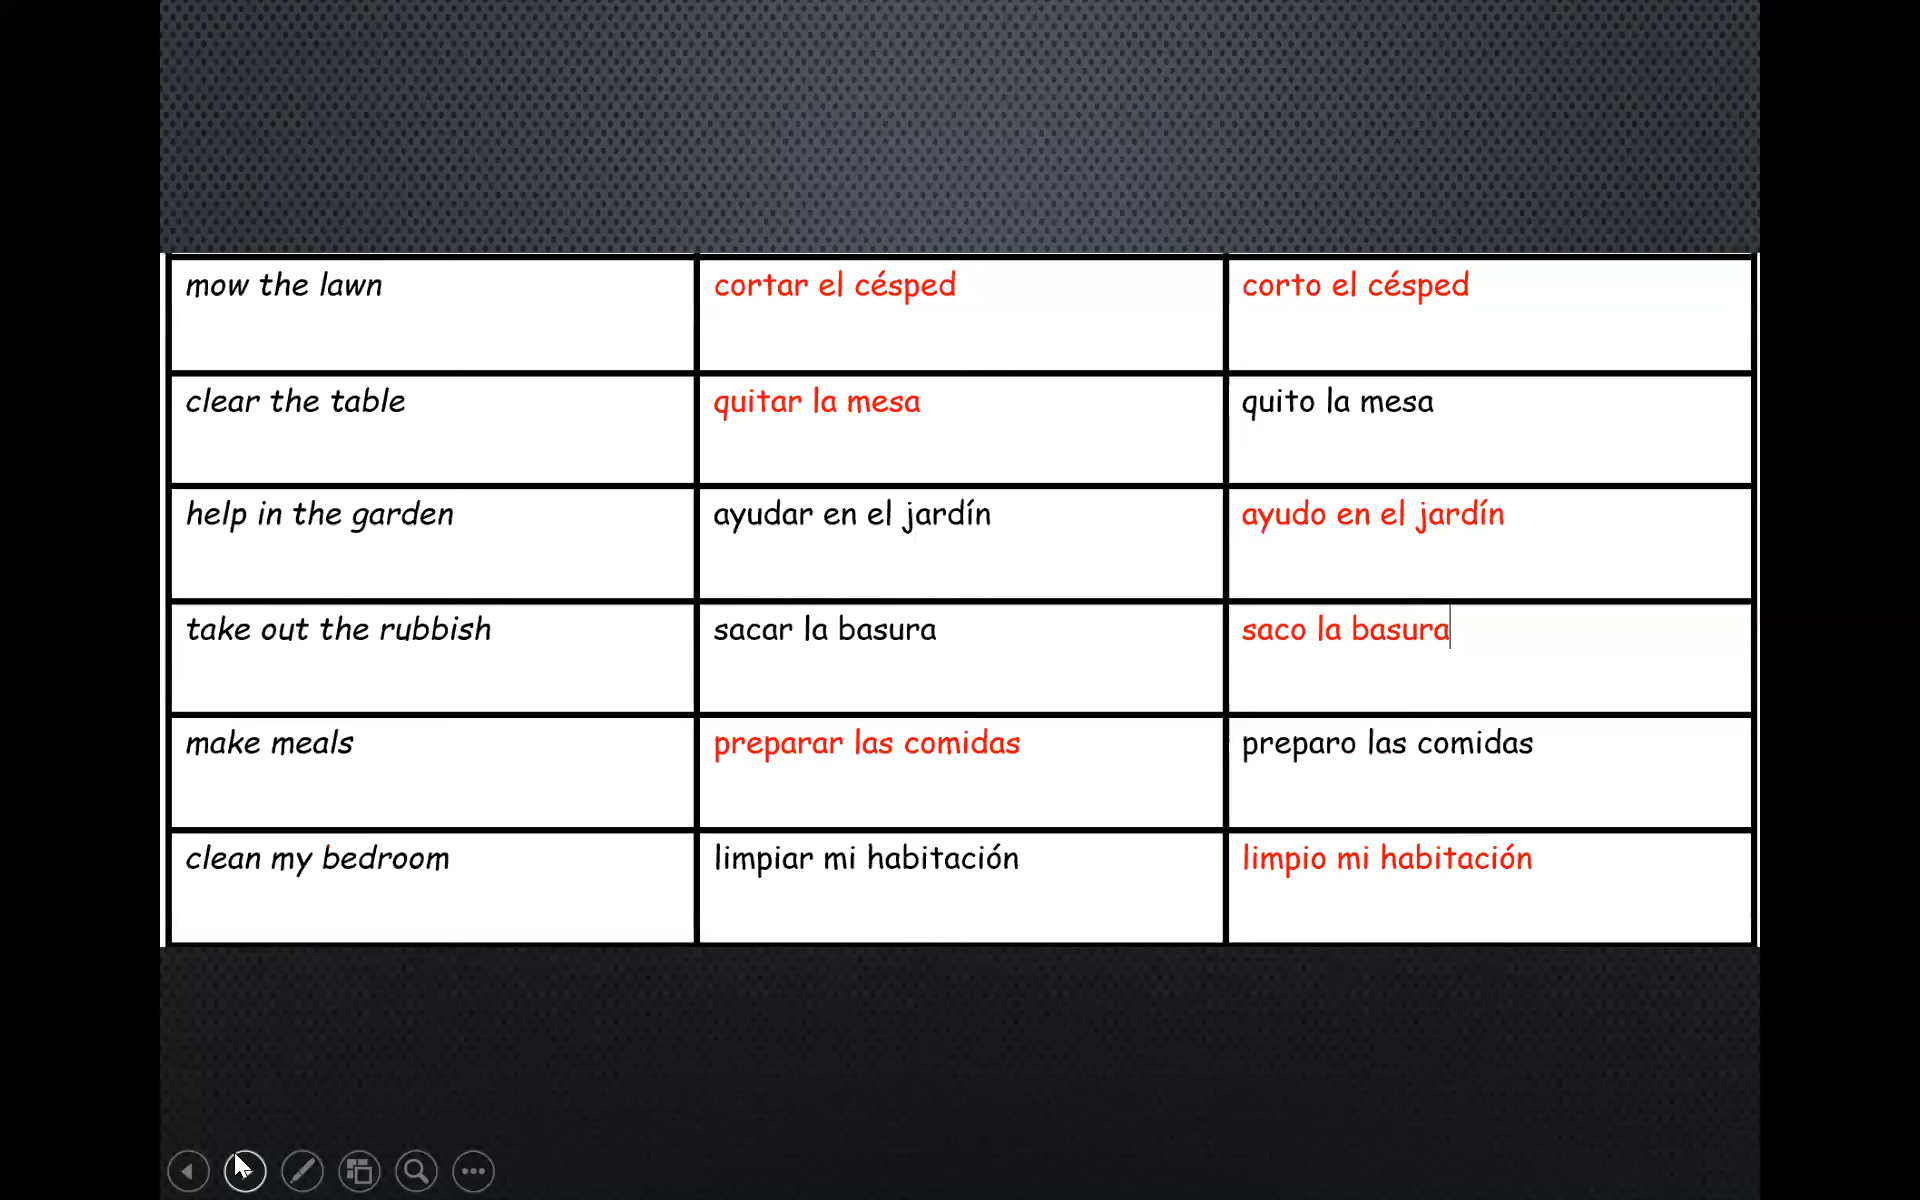 mow the lawn cortar el césped corto el césped
clear the table quitar la mesa quito la mesa
help in the garden ayudar en el jardín ayudo en el jardín
take out the rubbish sacar la basura saco la basura
make meals preparar las comidas preparo las comidas
clean my bedroom limpiar mi habitación limpio mi habitación